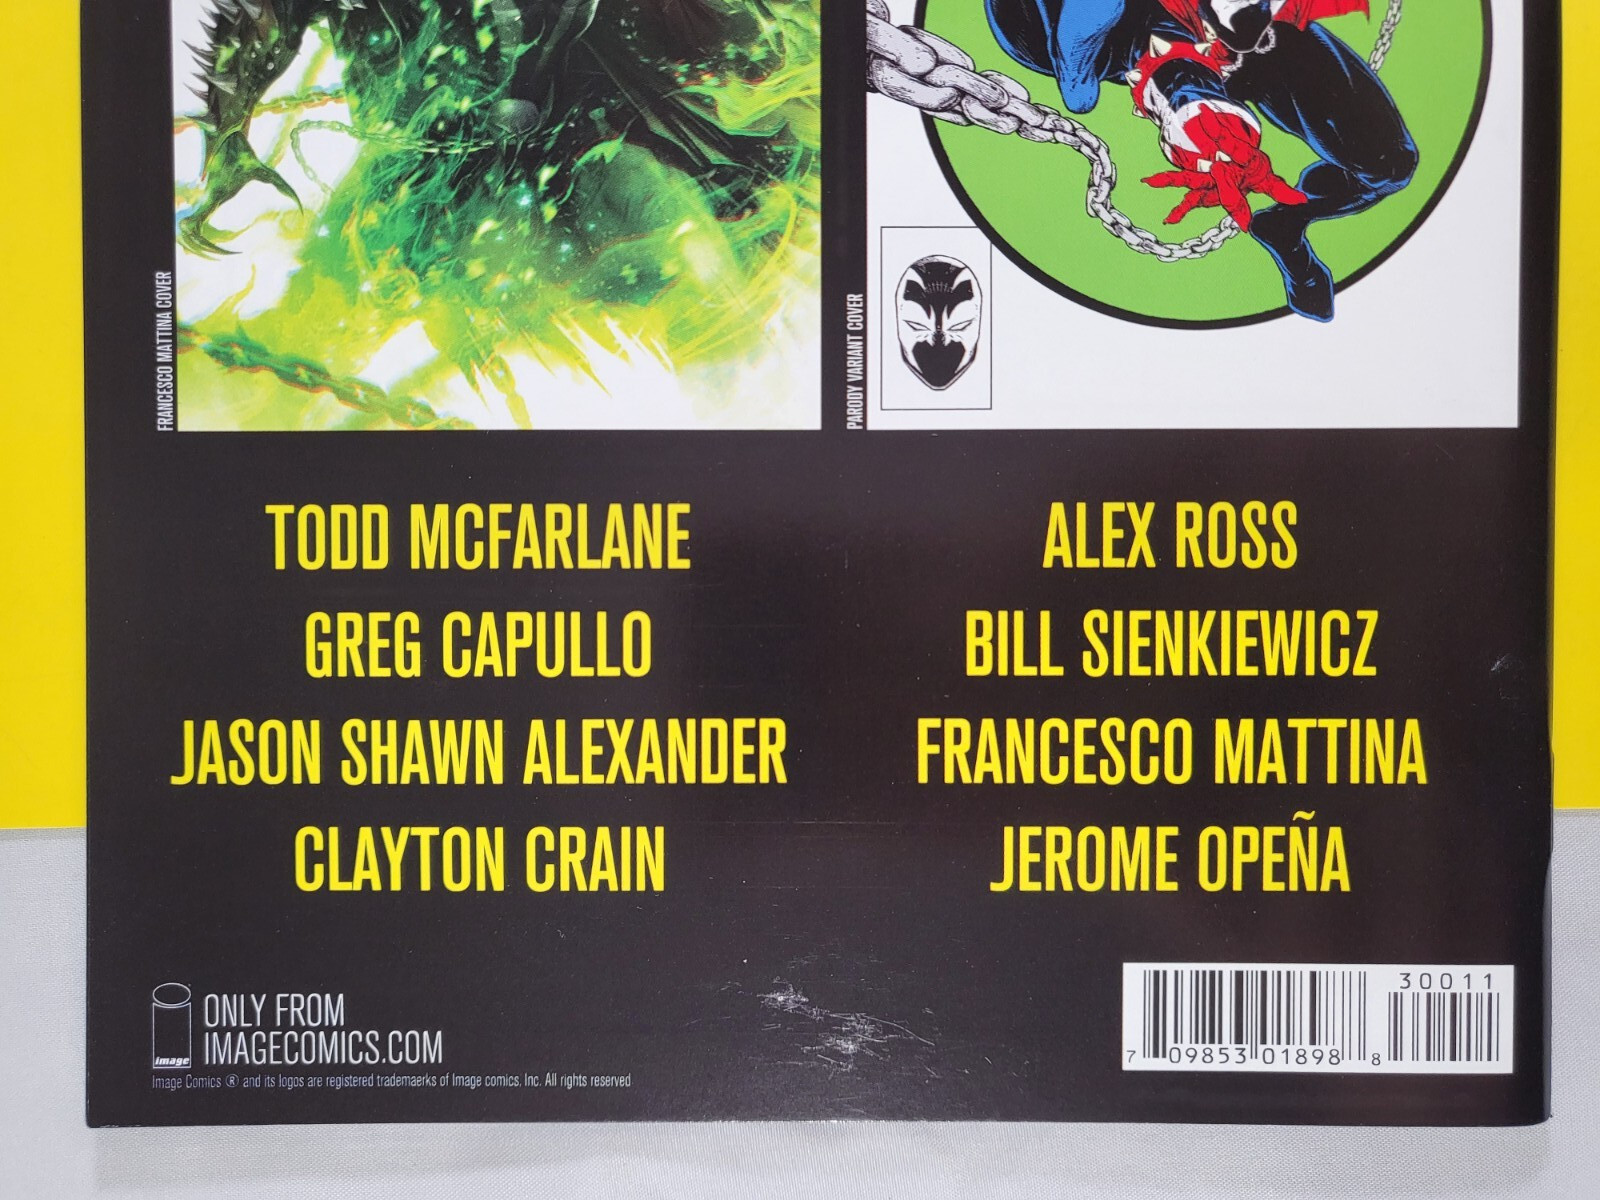 FRANCESCO MATTINA COVER
PARODY VARIANT COVER
TODD MCFARLANE
GREG CAPULLO
JASON SHAWN ALEXANDER
CLAYTON CRAIN
ALEX ROSS
BILL SIENKIEWICZ
FRANCESCO MATTINA
JEROME OPEÑA
image
ONLY FROM
IMAGECOMICS.COM
Image Comics ® and its logos are registered trademaerks of Image comics, Inc. All rights reserved
30011
7 09853 01898 8